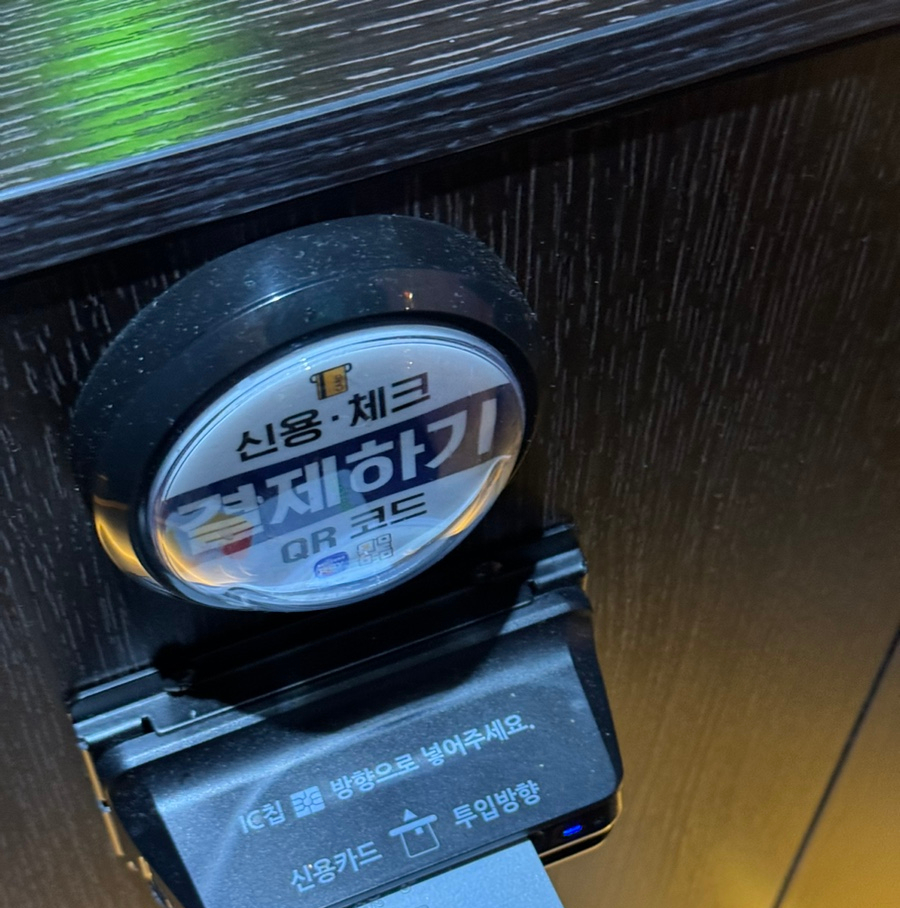 신용·체크
결제하기
QR 코드
IC칩 방향으로 넣어주세요.
신용카드 투입방향